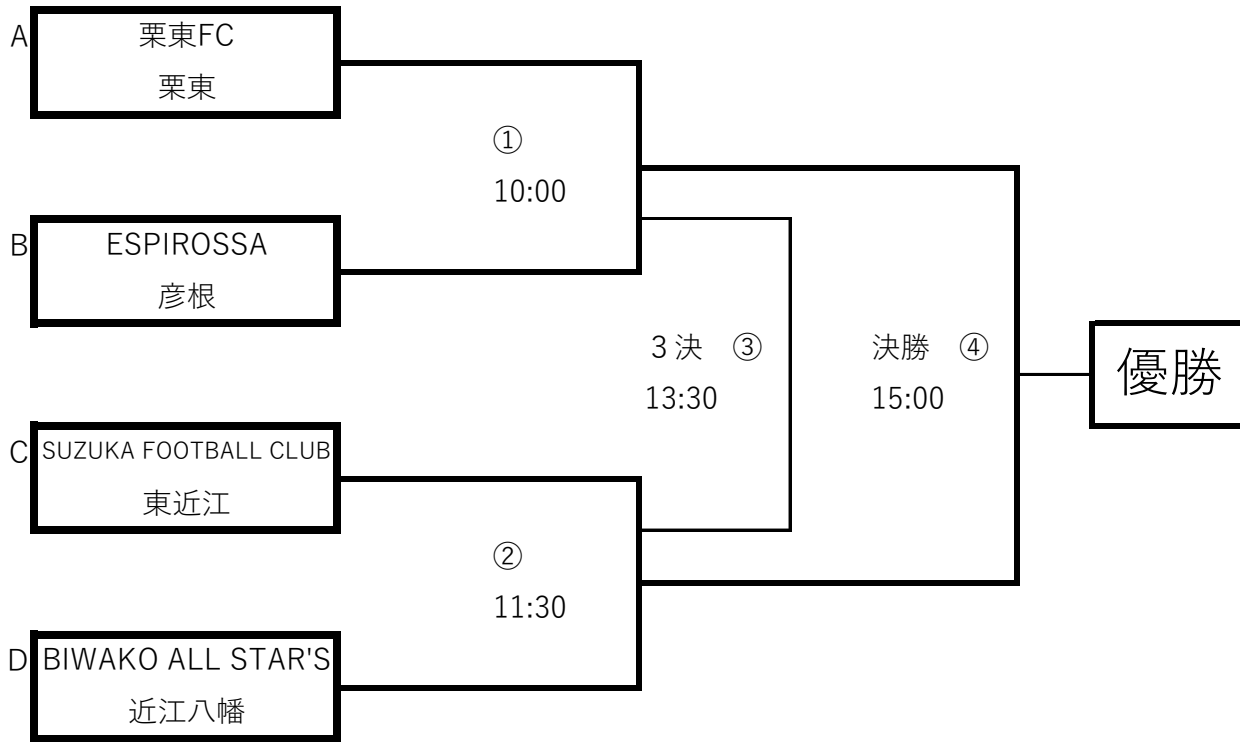 A
栗東FC
栗東
①
10:00
B
ESPIROSSA
彦根
3決 ③
13:30
決勝 ④
15:00
優勝
C
SUZUKA FOOTBALL CLUB
東近江
②
11:30
D
BIWAKO ALL STAR'S
近江八幡